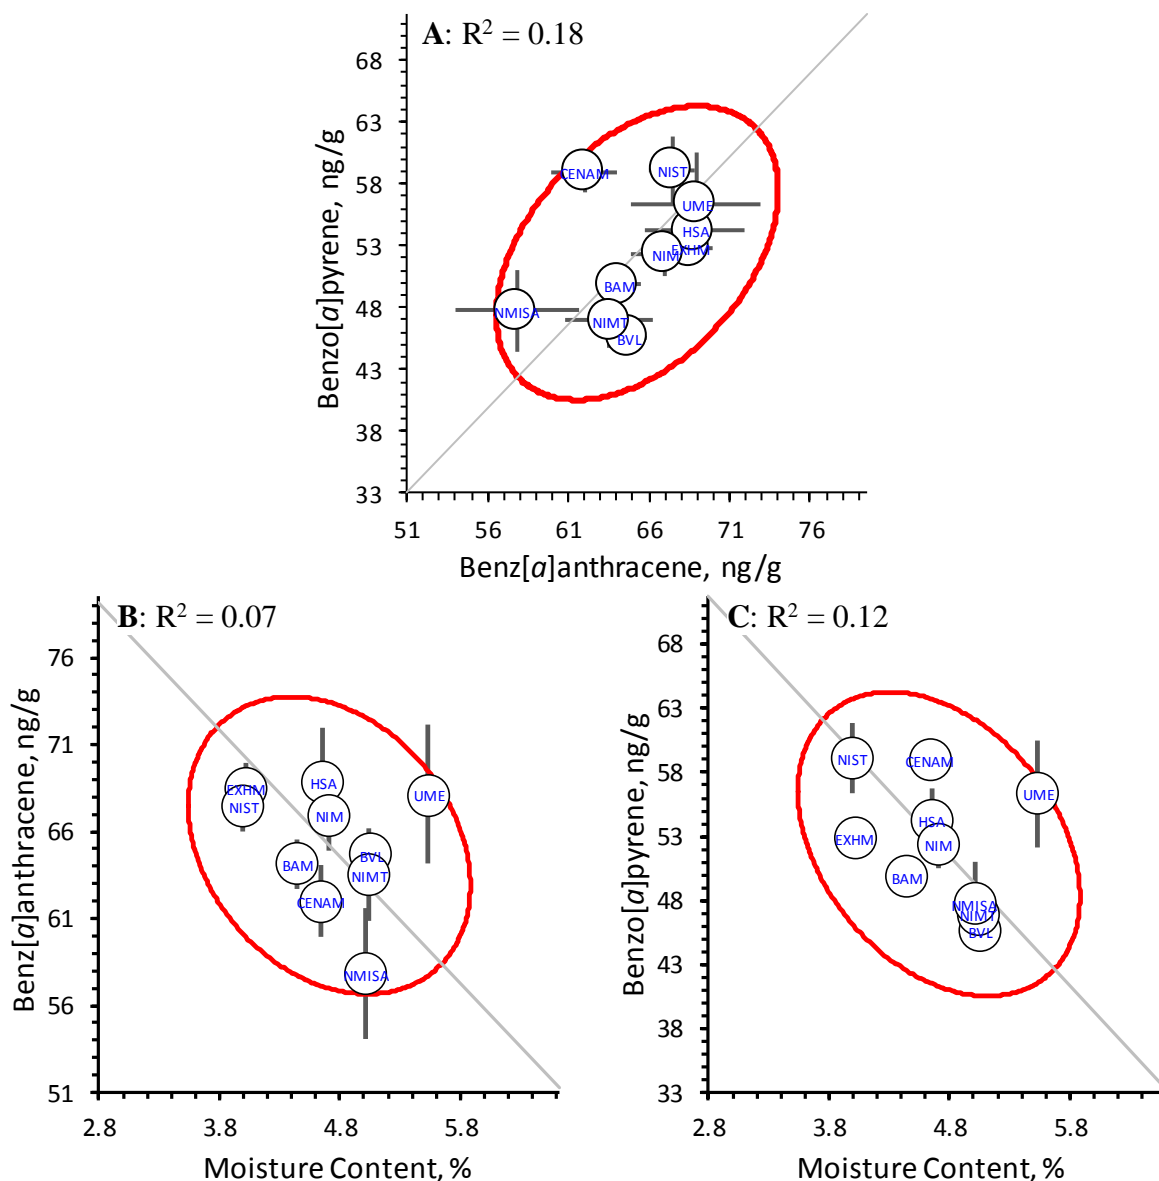 A: R² = 0.18
68
63
58
53
48
43
38
33
Benzo[a]pyrene, ng/g
CENAM
NIST
UME
HSA
EXHM
NIM
BAM
NMISA
NIMT
BVL
51 56 61 66 71 76
Benz[a]anthracene, ng/g
B: R² = 0.07
76
71
66
61
56
51
Benz[a]anthracene, ng/g
EXHM
NIST
HSA
NIM
UME
BAM
BVL
NIMT
CENAM
NMISA
2.8 3.8 4.8 5.8
Moisture Content, %
C: R² = 0.12
68
63
58
53
48
43
38
33
Benzo[a]pyrene, ng/g
NIST
CENAM
UME
HSA
EXHM
NIM
BAM
NMISA
NIMT
BVL
2.8 3.8 4.8 5.8
Moisture Content, %